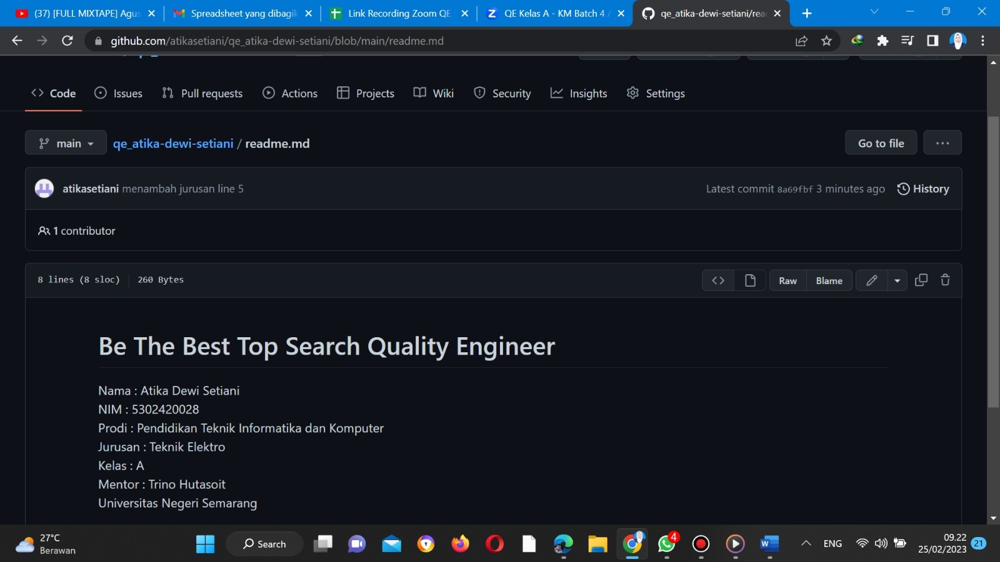 (37) [FULL MIXTAPE] Agus
Spreadsheet yang dibagik
Link Recording Zoom QE
QE Kelas A - KM Batch 4 /
qe_atika-dewi-setiani/rea
github.com/atikasetiani/qe_atika-dewi-setiani/blob/main/readme.md
Code Issues Pull requests Actions Projects Wiki Security Insights Settings
main qe_atika-dewi-setiani / readme.md Go to file ...
atikasetiani menambah jurusan line 5 Latest commit 8a69fbf 3 minutes ago History
1 contributor
8 lines (8 sloc) 260 Bytes Raw Blame
Be The Best Top Search Quality Engineer
Nama : Atika Dewi Setiani
NIM : 5302420028
Prodi : Pendidikan Teknik Informatika dan Komputer
Jurusan : Teknik Elektro
Kelas : A
Mentor : Trino Hutasoit
Universitas Negeri Semarang
27°C
Berawan
Search
4
W
ENG
09.22
25/02/2023
21